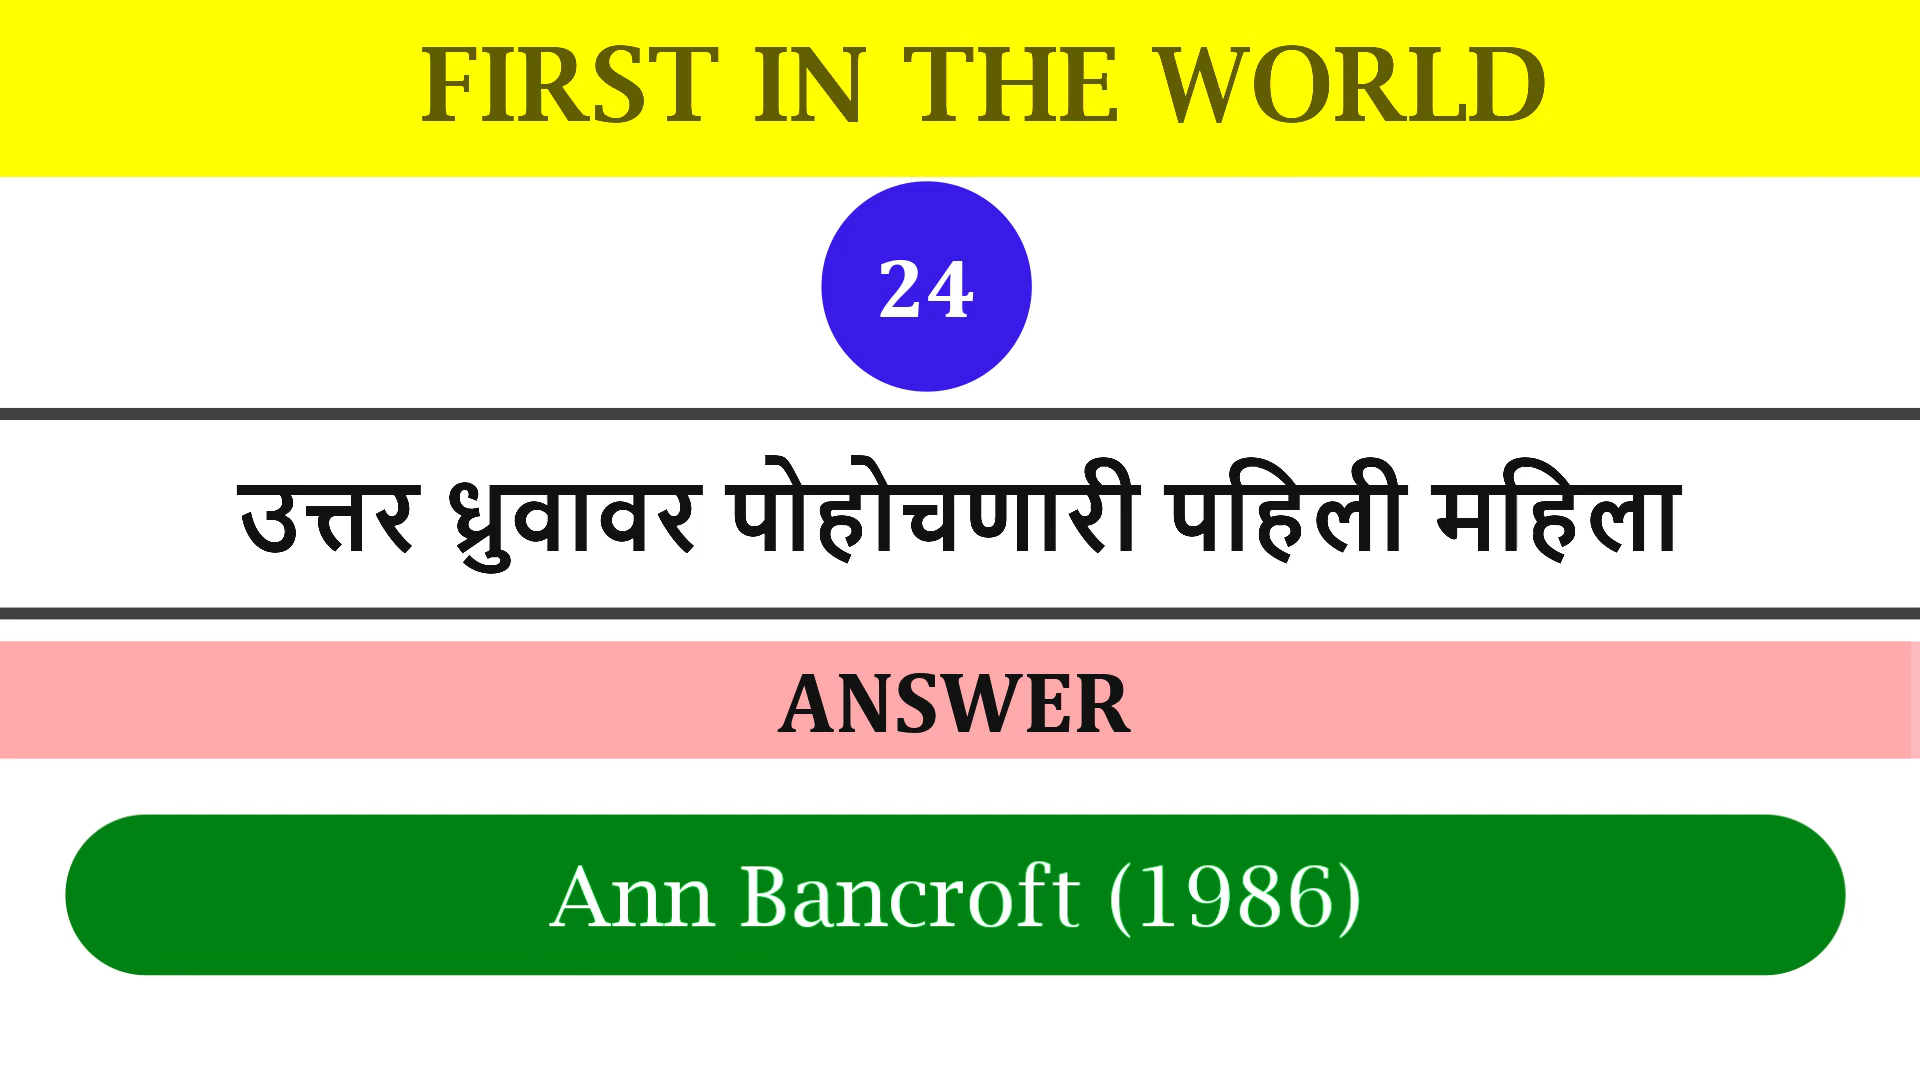 FIRST IN THE WORLD
24
उत्तर ध्रुवावर पोहोचणारी पहिली महिला
ANSWER
Ann Bancroft (1986)